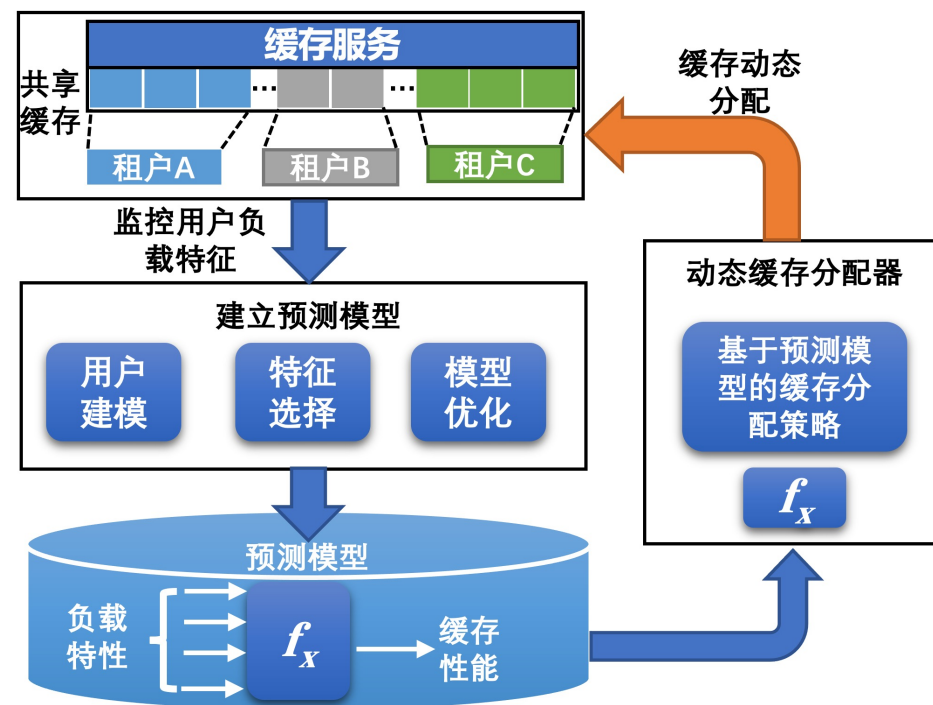 缓存服务
共享
缓存
...
...
租户A
租户B
租户C
监控用户负
载特征
建立预测模型
用户
建模
特征
选择
模型
优化
预测模型
负载
特性
fx
缓存
性能
缓存动态
分配
动态缓存分配器
基于预测模
型的缓存分
配策略
fx